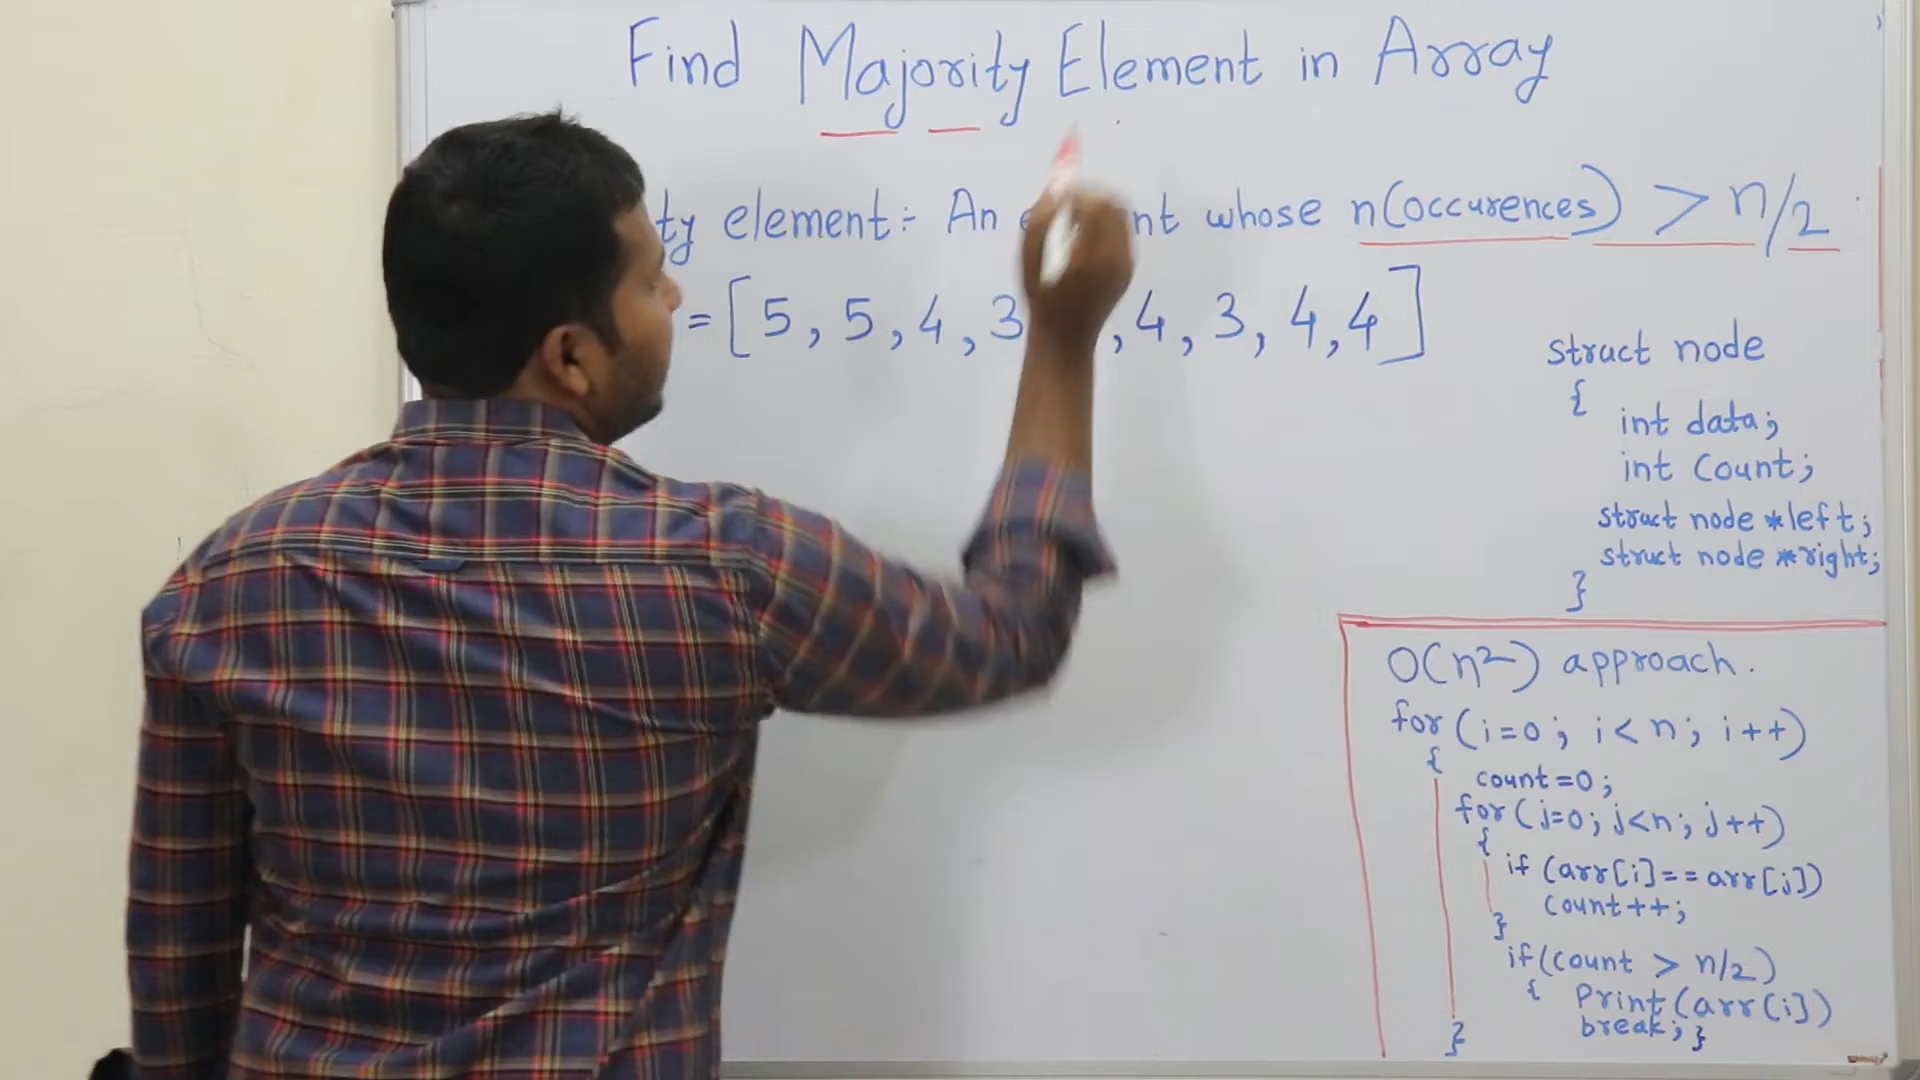 Find Majority Element in Array
ty element:- An whose n(occurences) > n/2
= [5, 5, 4, 3 , 4, 3, 4, 4]
struct node
{
int data;
int Count;
struct node *left;
struct node *right;
}
O(n2) approach.
for (i=0; i<n; i++)
{
count=0;
for (j=0; j<n; j++)
{
if (arr[i]==arr[j])
count++;
}
if(count > n/2)
{ Print(arr[i])
break; }
}